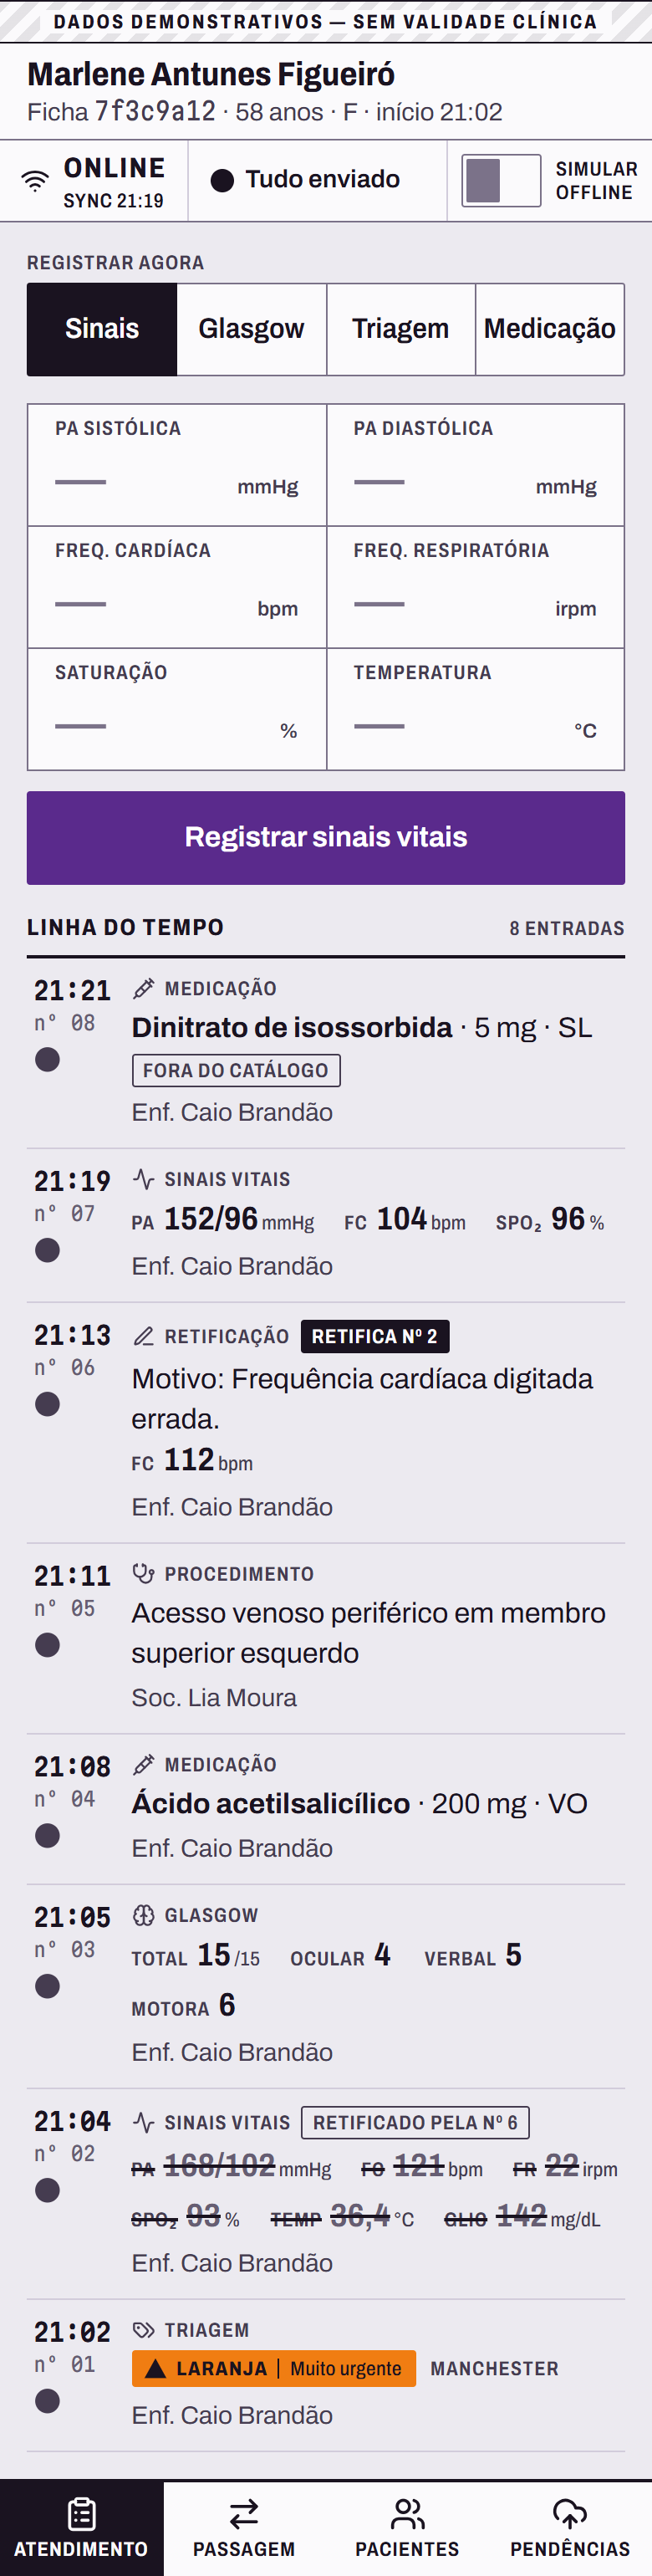 DADOS DEMONSTRATIVOS — SEM VALIDADE CLÍNICA
Marlene Antunes Figueiró
Ficha 7f3c9a12 · 58 anos · F · início 21:02
ONLINE
SYNC 21:19
Tudo enviado
SIMULAR
OFFLINE
REGISTRAR AGORA
Sinais
Glasgow
Triagem
Medicação
PA SISTÓLICA
— mmHg
PA DIASTÓLICA
— mmHg
FREQ. CARDÍACA
— bpm
FREQ. RESPIRATÓRIA
— irpm
SATURAÇÃO
— %
TEMPERATURA
— °C
Registrar sinais vitais
LINHA DO TEMPO
8 ENTRADAS
21:21
nº 08
MEDICAÇÃO
Dinitrato de isossorbida · 5 mg · SL
FORA DO CATÁLOGO
Enf. Caio Brandão
21:19
nº 07
SINAIS VITAIS
PA 152/96 mmHg FC 104 bpm SPO₂ 96 %
Enf. Caio Brandão
21:13
nº 06
RETIFICAÇÃO RETIFICA Nº 2
Motivo: Frequência cardíaca digitada
errada.
FC 112 bpm
Enf. Caio Brandão
21:11
nº 05
PROCEDIMENTO
Acesso venoso periférico em membro
superior esquerdo
Soc. Lia Moura
21:08
nº 04
MEDICAÇÃO
Ácido acetilsalicílico · 200 mg · VO
Enf. Caio Brandão
21:05
nº 03
GLASGOW
TOTAL 15 /15 OCULAR 4 VERBAL 5
MOTORA 6
Enf. Caio Brandão
21:04
nº 02
SINAIS VITAIS RETIFICADO PELA Nº 6
PA 168/102 mmHg FC 121 bpm FR 22 irpm
SPO₂ 93 % TEMP 36,4 °C GLIC 142 mg/dL
Enf. Caio Brandão
21:02
nº 01
TRIAGEM
LARANJA | Muito urgente MANCHESTER
Enf. Caio Brandão
ATENDIMENTO
PASSAGEM
PACIENTES
PENDÊNCIAS